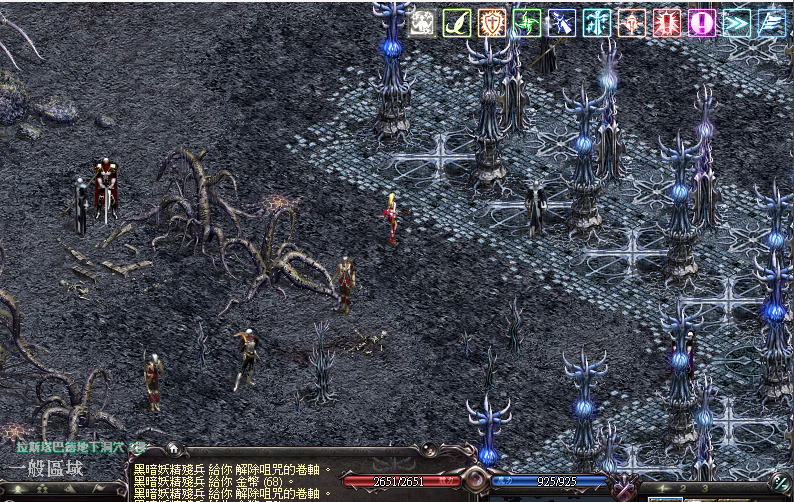 拉斯塔巴德地下洞穴
一般區域
黑暗妖精殘兵 給你 解除咀咒的卷軸。
黑暗妖精殘兵 給你 金幣 (68)。
黑暗妖精殘兵 給你 解除咀咒的卷軸。
2651/2651
魔力 925/925
2 3